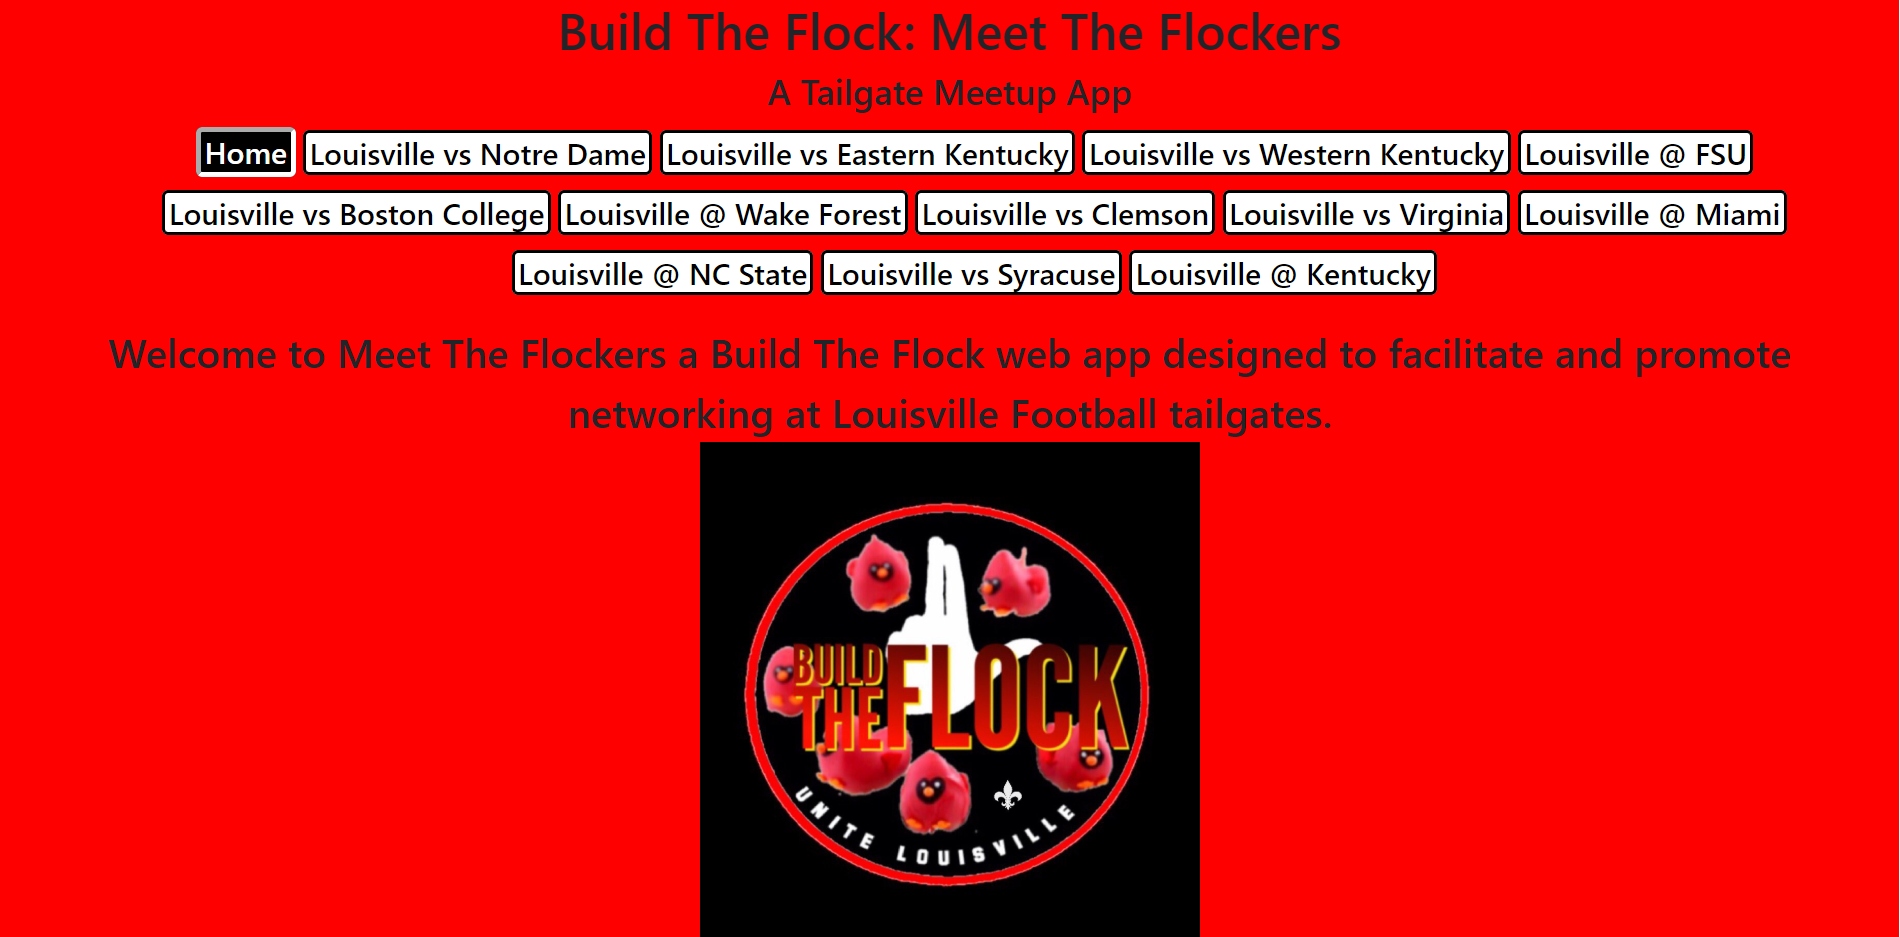 Build The Flock: Meet The Flockers
A Tailgate Meetup App
Home Louisville vs Notre Dame Louisville vs Eastern Kentucky Louisville vs Western Kentucky Louisville @ FSU
Louisville vs Boston College Louisville @ Wake Forest Louisville vs Clemson Louisville vs Virginia Louisville @ Miami
Louisville @ NC State Louisville vs Syracuse Louisville @ Kentucky
Welcome to Meet The Flockers a Build The Flock web app designed to facilitate and promote
networking at Louisville Football tailgates.
BUILD
THE FLOCK
UNITE LOUISVILLE